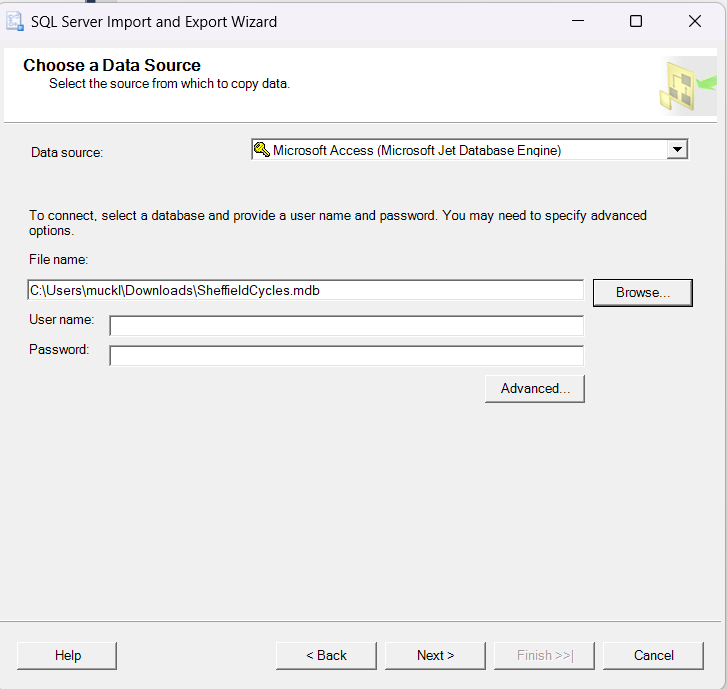 SQL Server Import and Export Wizard
Choose a Data Source
Select the source from which to copy data.
Data source:
Microsoft Access (Microsoft Jet Database Engine)
To connect, select a database and provide a user name and password. You may need to specify advanced
options.
File name:
C:\Users\muckl\Downloads\SheffieldCycles.mdb
Browse...
User name:
Password:
Advanced...
Help
< Back
Next >
Finish >>|
Cancel